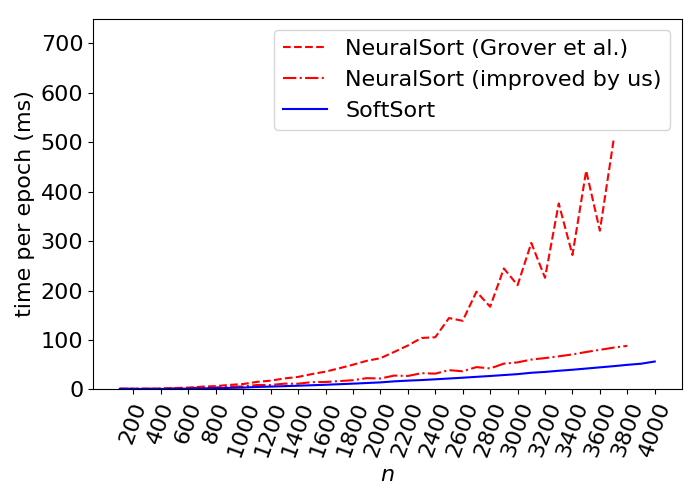 NeuralSort (Grover et al.)
NeuralSort (improved by us)
SoftSort
time per epoch (ms)
700
600
500
400
300
200
100
0
200 400 600 800 1000 1200 1400 1600 1800 2000 2200 2400 2600 2800 3000 3200 3400 3600 3800 4000
n